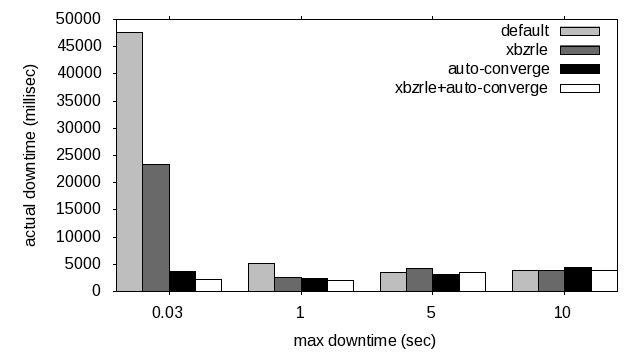 50000
45000
40000
35000
30000
25000
20000
15000
10000
5000
0
actual downtime (millisec)
default
xbzrle
auto-converge
xbzrle+auto-converge
0.03 1 5 10
max downtime (sec)